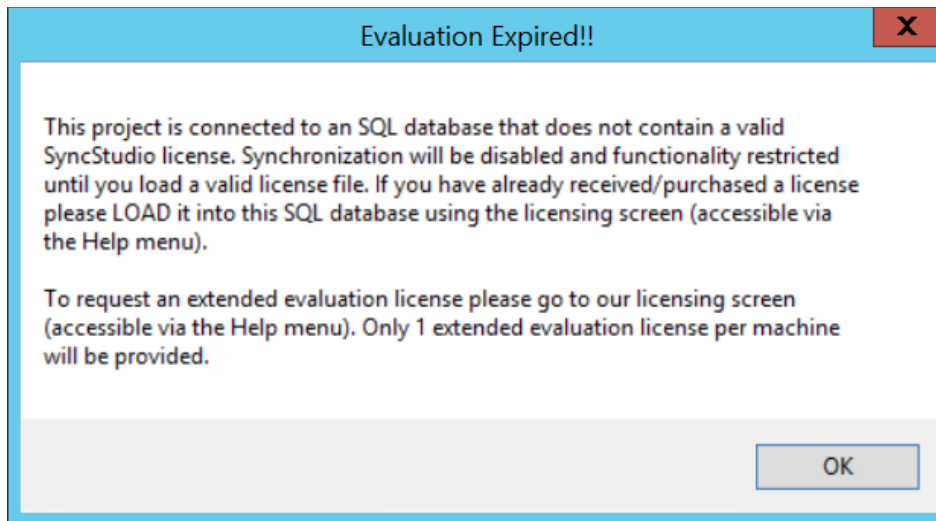 Evaluation Expired!!
X
This project is connected to an SQL database that does not contain a valid
SyncStudio license. Synchronization will be disabled and functionality restricted
until you load a valid license file. If you have already received/purchased a license
please LOAD it into this SQL database using the licensing screen (accessible via
the Help menu).
To request an extended evaluation license please go to our licensing screen
(accessible via the Help menu). Only 1 extended evaluation license per machine
will be provided.
OK